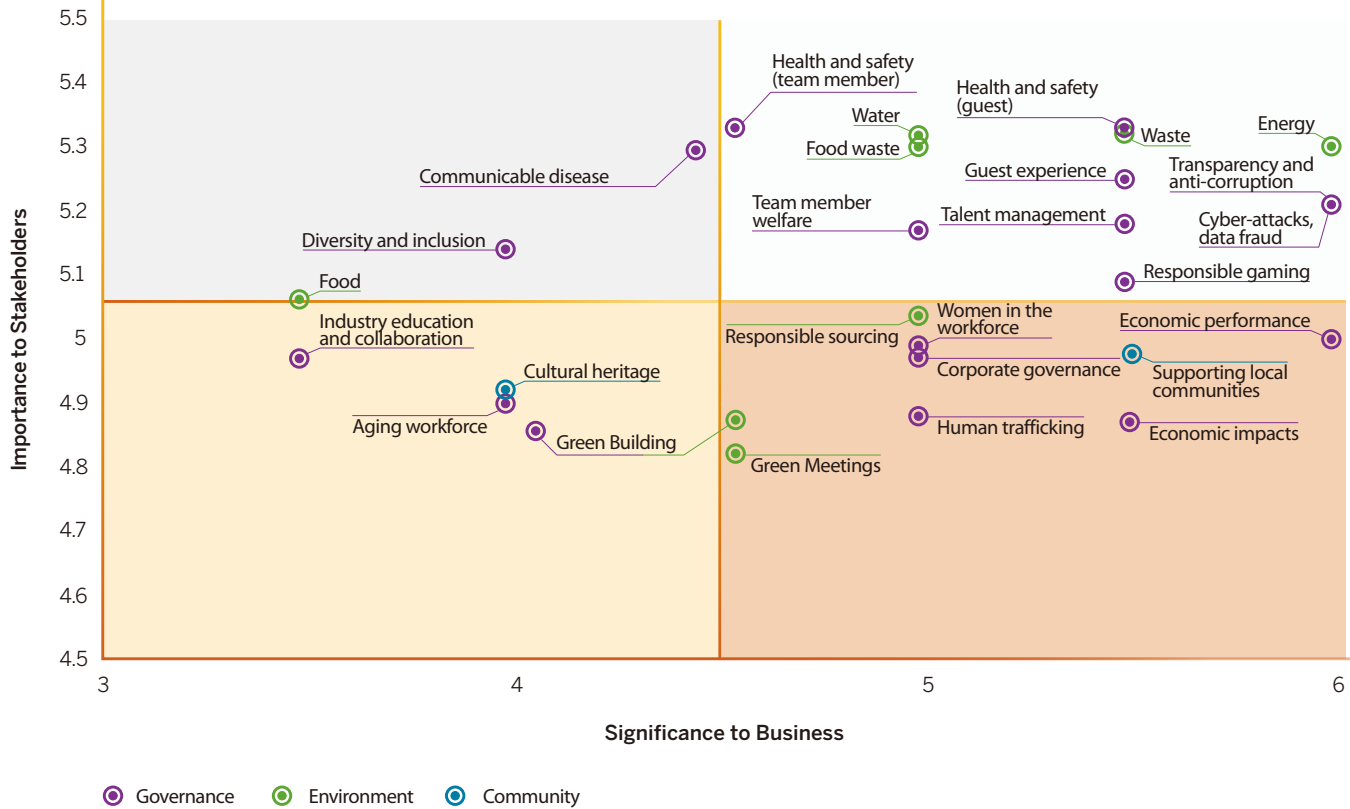 5.5
5.4
5.3
5.2
5.1
5
4.9
4.8
4.7
4.6
4.5
Importance to Stakeholders
Health and safety
(team member)
Water
Food waste
Health and safety
(guest)
Waste
Energy
Communicable disease
Guest experience
Transparency and
anti-corruption
Team member
welfare
Talent management
Cyber-attacks,
data fraud
Diversity and inclusion
Food
Responsible gaming
Industry education
and collaboration
Responsible sourcing
Women in the
workforce
Economic performance
Cultural heritage
Corporate governance
Supporting local
communities
Aging workforce
Green Building
Human trafficking
Economic impacts
Green Meetings
3
4
5
6
Significance to Business
Governance
Environment
Community